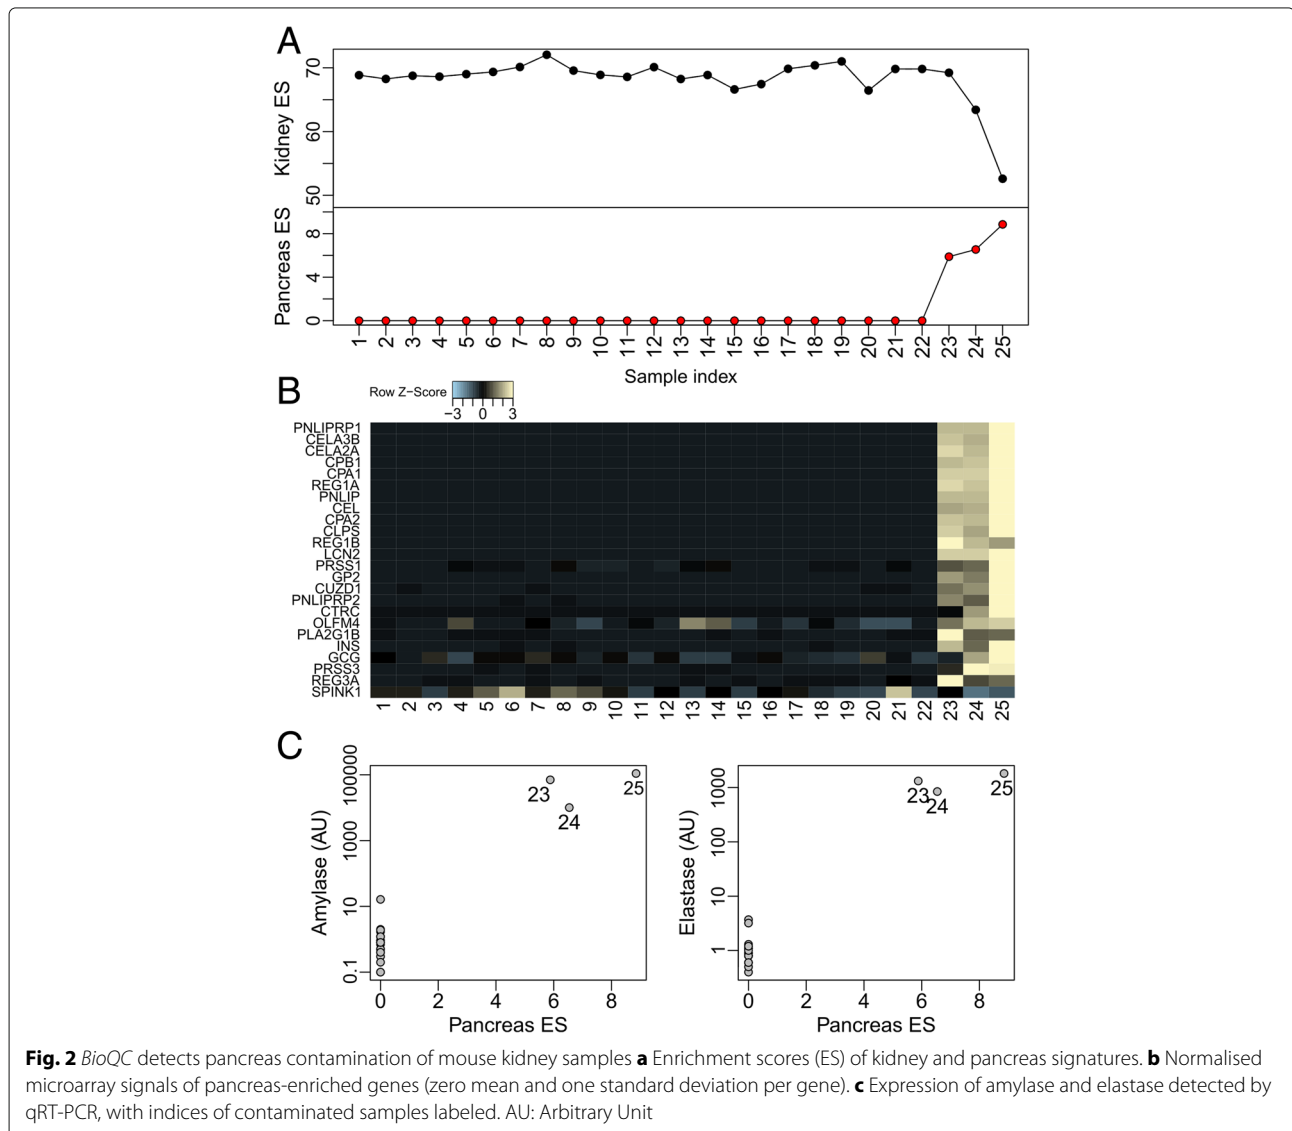 A
Kidney ES
70
60
50
Pancreas ES
8
4
0
1 2 3 4 5 6 7 8 9 10 11 12 13 14 15 16 17 18 19 20 21 22 23 24 25
Sample index
B
Row Z−Score
−3 0 3
PNLIPRP1
CELA3B
CELA2A
CPB1
CPA1
REG1A
PNLIP
CEL
CPA2
CLPS
REG1B
LCN2
PRSS1
GP2
CUZD1
PNLIPRP2
CTRC
OLFM4
PLA2G1B
INS
GCG
PRSS3
REG3A
SPINK1
1 2 3 4 5 6 7 8 9 10 11 12 13 14 15 16 17 18 19 20 21 22 23 24 25
C
Amylase (AU)
100000
1000
10
0.1
23
24
25
0 2 4 6 8
Pancreas ES
Elastase (AU)
1000
100
10
1
23
24
25
0 2 4 6 8
Pancreas ES
Fig. 2 BioQC detects pancreas contamination of mouse kidney samples a Enrichment scores (ES) of kidney and pancreas signatures. b Normalised
microarray signals of pancreas-enriched genes (zero mean and one standard deviation per gene). c Expression of amylase and elastase detected by
qRT-PCR, with indices of contaminated samples labeled. AU: Arbitrary Unit